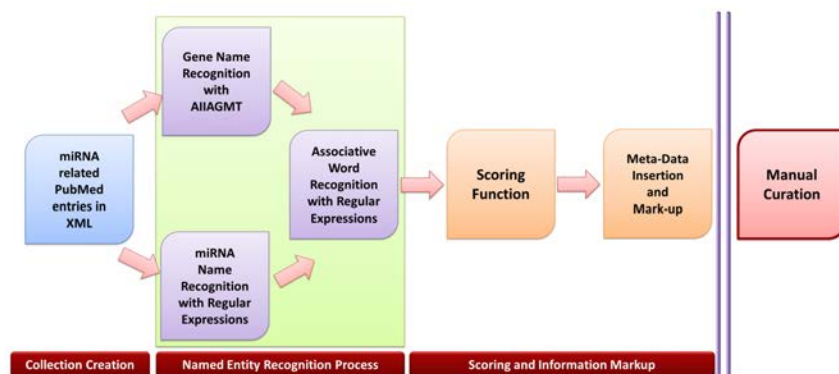 Gene Name
Recognition
with
AIIAGMT
miRNA
related
PubMed
entries in
XML
Associative
Word
Recognition
with Regular
Expressions
Scoring
Function
Meta-Data
Insertion
and
Mark-up
Manual
Curation
miRNA
Name
Recognition
with Regular
Expressions
Collection Creation
Named Entity Recognition Process
Scoring and Information Markup